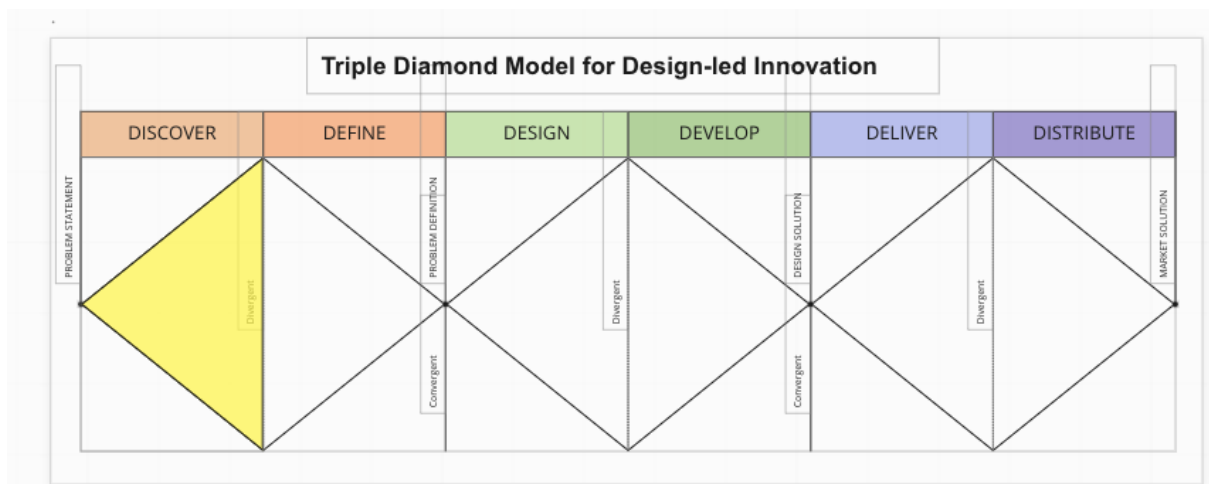 Triple Diamond Model for Design-led Innovation
DISCOVER
DEFINE
DESIGN
DEVELOP
DELIVER
DISTRIBUTE
PROBLEM STATEMENT
Divergent
PROBLEM DEFINITION
Convergent
Divergent
DESIGN SOLUTION
Convergent
Divergent
MARKET SOLUTION